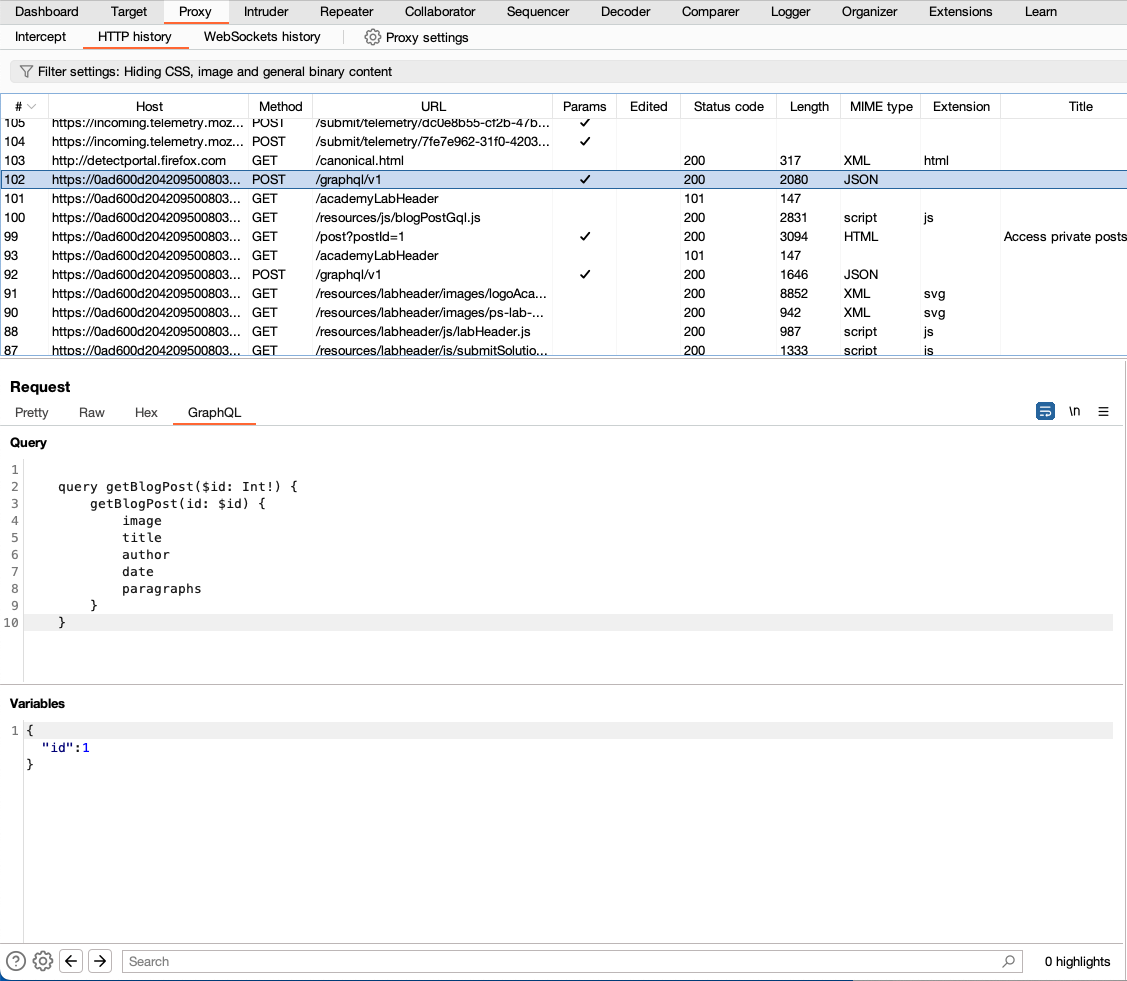 Dashboard Target Proxy Intruder Repeater Collaborator Sequencer Decoder Comparer Logger Organizer Extensions Learn
Intercept HTTP history WebSockets history Proxy settings
Filter settings: Hiding CSS, image and general binary content
# Host Method URL Params Edited Status code Length MIME type Extension Title
105 https://incoming.telemetry.moz... POST /submit/telemetry/dc0e8b55-cf2b-47b... ✓
104 https://incoming.telemetry.moz... POST /submit/telemetry/7fe7e962-31f0-4203... ✓
103 http://detectportal.firefox.com GET /canonical.html 200 317 XML html
102 https://0ad600d204209500803... POST /graphql/v1 ✓ 200 2080 JSON
101 https://0ad600d204209500803... GET /academyLabHeader 101 147
100 https://0ad600d204209500803... GET /resources/js/blogPostGql.js 200 2831 script js
99 https://0ad600d204209500803... GET /post?postId=1 ✓ 200 3094 HTML Access private posts
93 https://0ad600d204209500803... GET /academyLabHeader 101 147
92 https://0ad600d204209500803... POST /graphql/v1 ✓ 200 1646 JSON
91 https://0ad600d204209500803... GET /resources/labheader/images/logoAca... 200 8852 XML svg
90 https://0ad600d204209500803... GET /resources/labheader/images/ps-lab-... 200 942 XML svg
88 https://0ad600d204209500803... GET /resources/labheader/js/labHeader.js 200 987 script js
87 https://0ad600d204209500803... GET /resources/labheader/js/submitSolutio... 200 1333 script js
Request
Pretty Raw Hex GraphQL \n
Query
1
2 query getBlogPost($id: Int!) {
3 getBlogPost(id: $id) {
4 image
5 title
6 author
7 date
8 paragraphs
9 }
10 }
Variables
1 {
"id":1
}
Search 0 highlights